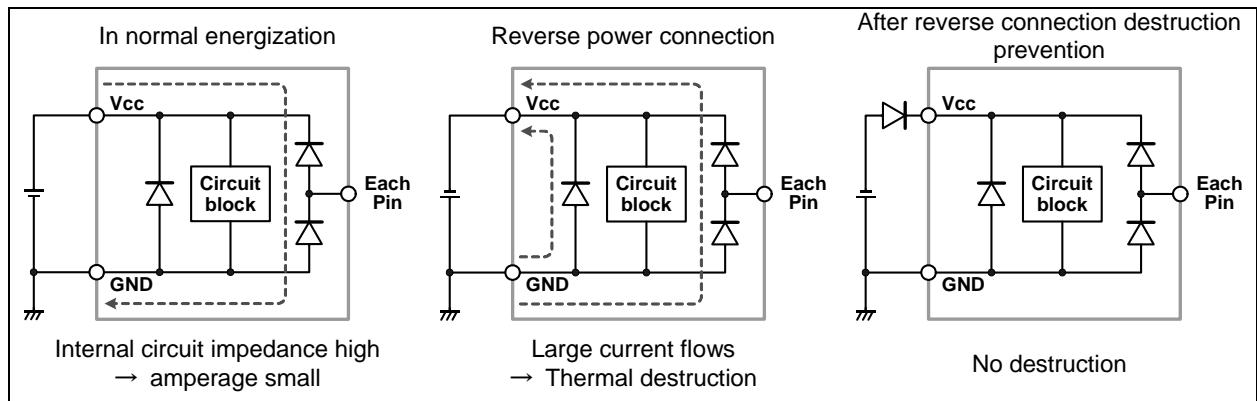 In normal energization
Vcc
Circuit
block
Each
Pin
GND
Internal circuit impedance high
→ amperage small
Reverse power connection
Vcc
Circuit
block
Each
Pin
GND
Large current flows
→ Thermal destruction
After reverse connection destruction
prevention
Vcc
Circuit
block
Each
Pin
GND
No destruction